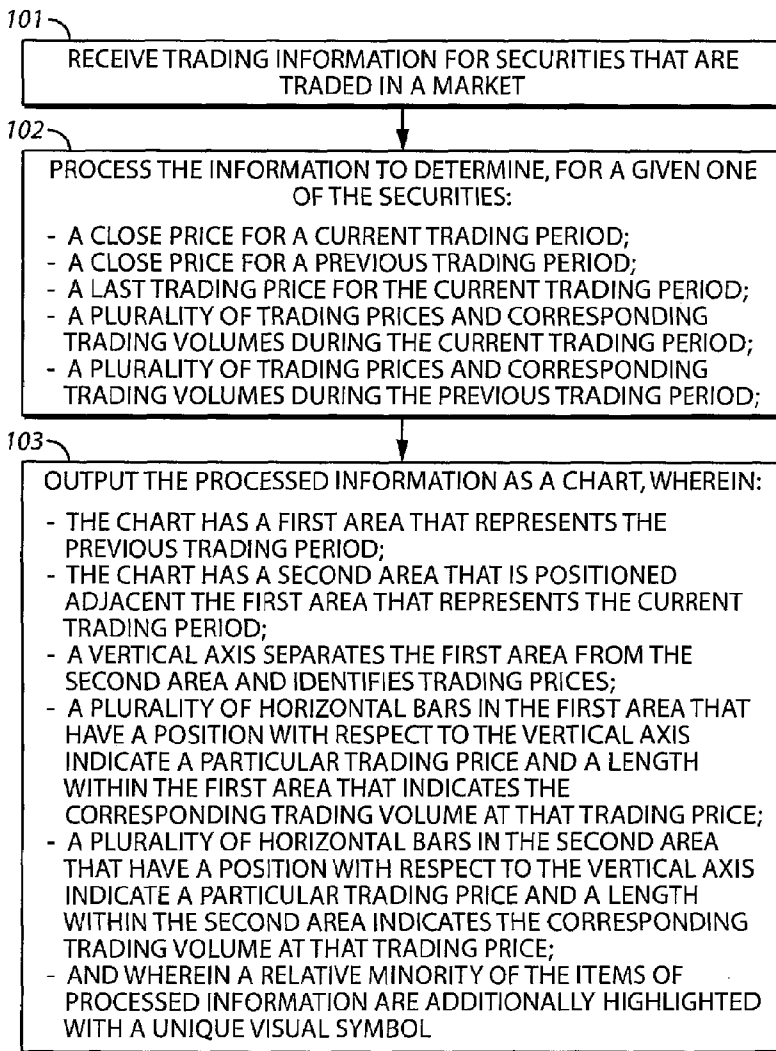 101
RECEIVE TRADING INFORMATION FOR SECURITIES THAT ARE
TRADED IN A MARKET
102
PROCESS THE INFORMATION TO DETERMINE, FOR A GIVEN ONE
OF THE SECURITIES:
- A CLOSE PRICE FOR A CURRENT TRADING PERIOD;
- A CLOSE PRICE FOR A PREVIOUS TRADING PERIOD;
- A LAST TRADING PRICE FOR THE CURRENT TRADING PERIOD;
- A PLURALITY OF TRADING PRICES AND CORRESPONDING
TRADING VOLUMES DURING THE CURRENT TRADING PERIOD;
- A PLURALITY OF TRADING PRICES AND CORRESPONDING
TRADING VOLUMES DURING THE PREVIOUS TRADING PERIOD;
103
OUTPUT THE PROCESSED INFORMATION AS A CHART, WHEREIN:
- THE CHART HAS A FIRST AREA THAT REPRESENTS THE
PREVIOUS TRADING PERIOD;
- THE CHART HAS A SECOND AREA THAT IS POSITIONED
ADJACENT THE FIRST AREA THAT REPRESENTS THE CURRENT
TRADING PERIOD;
- A VERTICAL AXIS SEPARATES THE FIRST AREA FROM THE
SECOND AREA AND IDENTIFIES TRADING PRICES;
- A PLURALITY OF HORIZONTAL BARS IN THE FIRST AREA THAT
HAVE A POSITION WITH RESPECT TO THE VERTICAL AXIS
INDICATE A PARTICULAR TRADING PRICE AND A LENGTH
WITHIN THE FIRST AREA THAT INDICATES THE
CORRESPONDING TRADING VOLUME AT THAT TRADING PRICE;
- A PLURALITY OF HORIZONTAL BARS IN THE SECOND AREA
THAT HAVE A POSITION WITH RESPECT TO THE VERTICAL AXIS
INDICATE A PARTICULAR TRADING PRICE AND A LENGTH
WITHIN THE SECOND AREA INDICATES THE CORRESPONDING
TRADING VOLUME AT THAT TRADING PRICE;
- AND WHEREIN A RELATIVE MINORITY OF THE ITEMS OF
PROCESSED INFORMATION ARE ADDITIONALLY HIGHLIGHTED
WITH A UNIQUE VISUAL SYMBOL